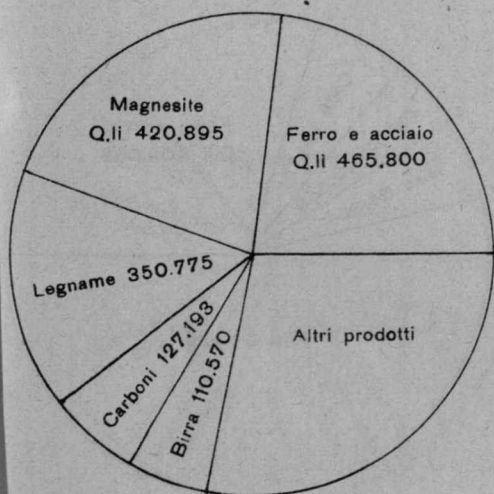 Magnesite
Q.li 420.895
Ferro e acciaio
Q.li 465.800
Legname 350.775
Carboni 127.193
Birra 110.570
Altri prodotti